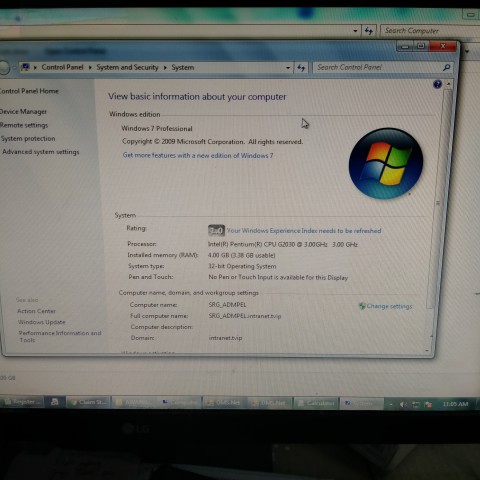 Search Computer
Control Panel
System and Security
System
Search Control Panel
ontrol Panel Home
Device Manager
Remote settings
System protection
Advanced system settings
View basic information about your computer
Windows edition
Windows 7 Professional
Copyright © 2009 Microsoft Corporation. All rights reserved.
Get more features with a new edition of Windows 7
System
Rating:
1.0
Your Windows Experience Index needs to be refreshed
Processor:
Intel(R) Pentium(R) CPU G2030 @ 3.00GHz 3.00 GHz
Installed memory (RAM):
4.00 GB (3.38 GB usable)
System type:
32-bit Operating System
Pen and Touch:
No Pen or Touch Input is available for this Display
Computer name, domain, and workgroup settings
Computer name:
SRG_ADMPEL
Change settings
Full computer name:
SRG_ADMPEL.intranet.tvip
Computer description:
Domain:
intranet.tvip
See also
Action Center
Windows Update
Performance Information and
Tools
11:05 AM
LG